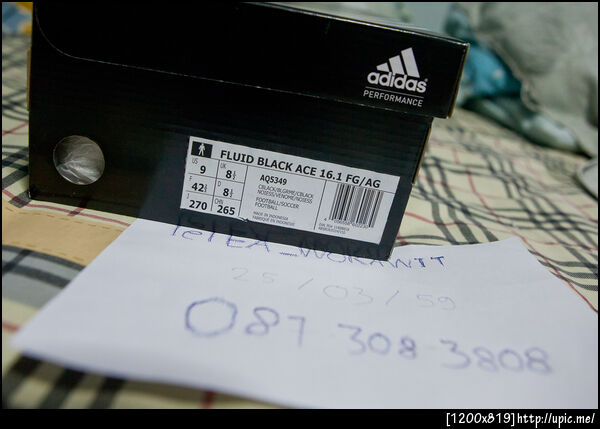 adidas
PERFORMANCE
FLUID BLACK ACE 16.1 FG/AG
US 9 UK 8½
F 42⅔ D 8½
J 270 CHN 265
AQ5349
CBLACK/BLGRME/CBLACK
NOIESS/VENOME/NOIESS
FOOTBALL/SOCCER
FOOTBALL
MADE IN INDONESIA
FABRIQUE EN INDONESIE
25/03/59
087-308-3808
[1200x819]http://upic.me/